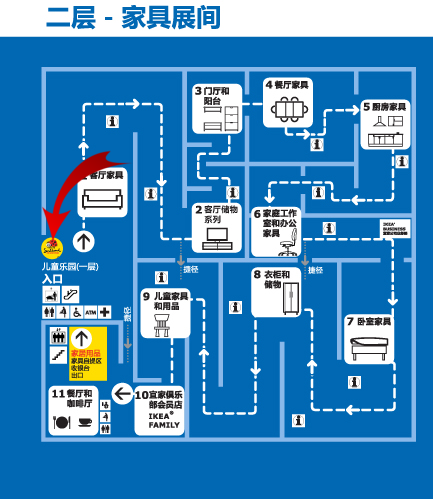 二层 - 家具展间
3 门厅和
阳台
4 餐厅家具
5 厨房家具
客厅家具
2 客厅储物
系列
6 家庭工作
室和办公
家具
IKEA
BUSINESS
儿童乐园(一层)
入口
捷径
捷径
8 衣柜和
储物
9 儿童家具
和用品
捷径
7 卧室家具
ATM
家居用品
家具自提区
收银台
出口
11 餐厅和
咖啡厅
10 宜家俱乐
部会员店
IKEA®
FAMILY